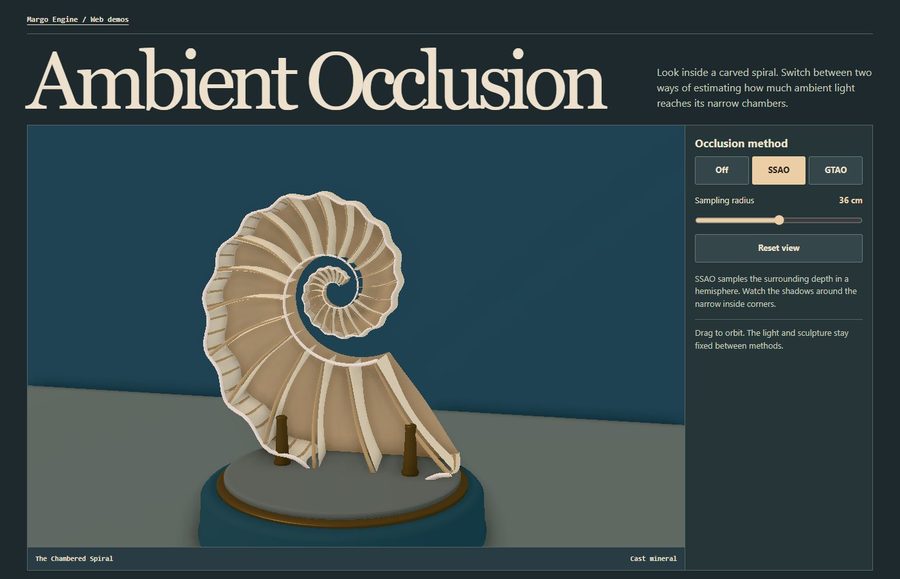 Margo Engine / Web demos
Ambient Occlusion
Look inside a carved spiral. Switch between two
ways of estimating how much ambient light
reaches its narrow chambers.
Occlusion method
Off SSAO GTAO
Sampling radius 36 cm
Reset view
SSAO samples the surrounding depth in a
hemisphere. Watch the shadows around the
narrow inside corners.
Drag to orbit. The light and sculpture stay
fixed between methods.
The Chambered Spiral Cast mineral